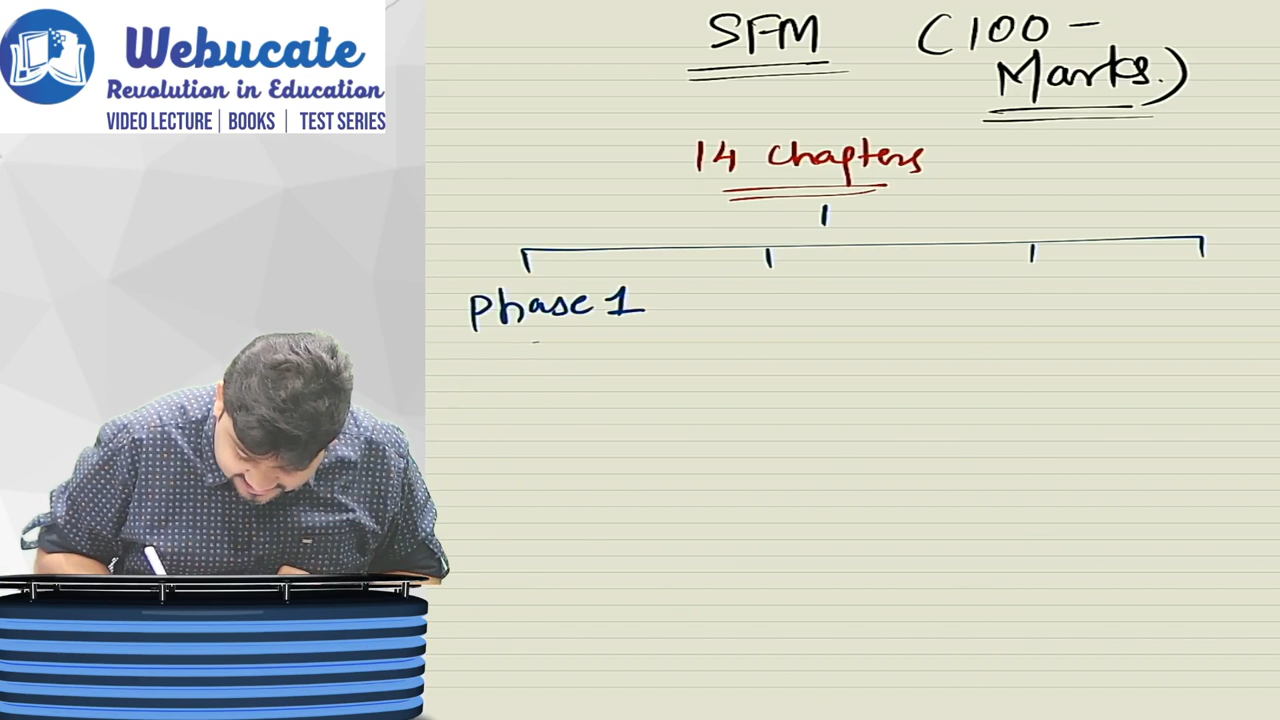 Webucate
Revolution in Education
VIDEO LECTURE | BOOKS | TEST SERIES
SFM (100 -
Marks.)
14 chapters
Phase 1